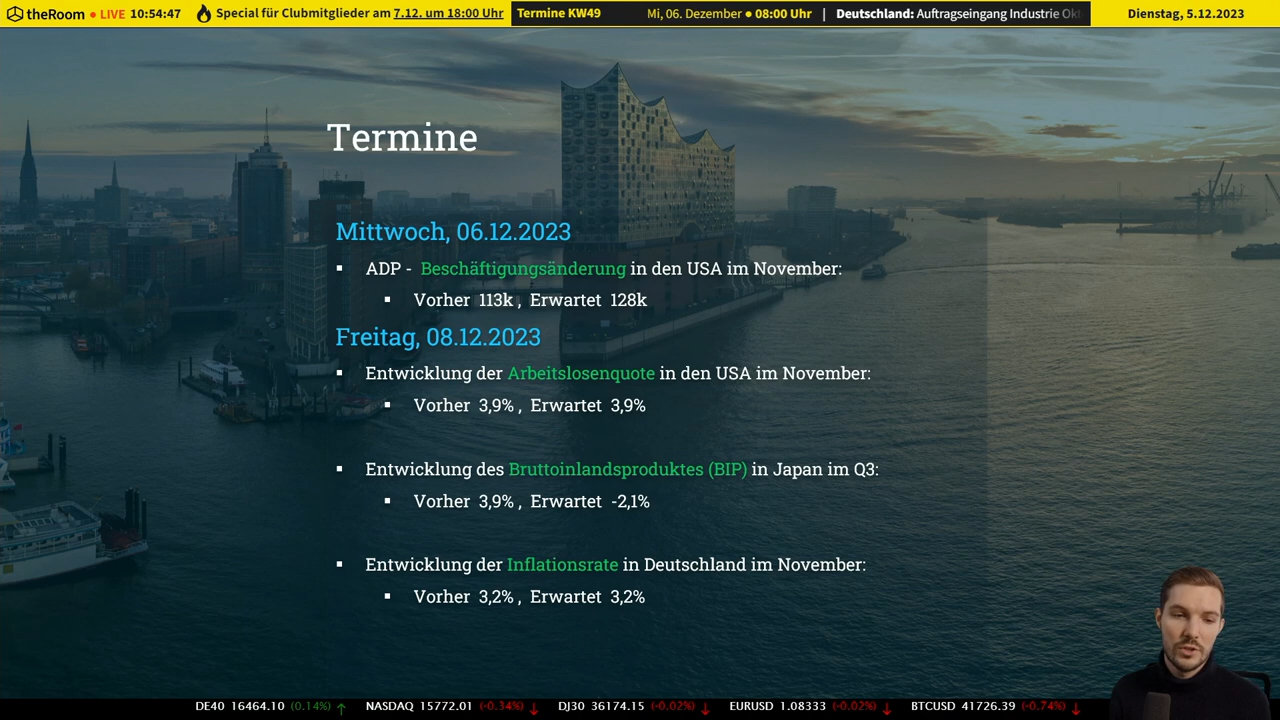 theRoom ● LIVE 10:54:47
Special für Clubmitglieder am 7.12. um 18:00 Uhr
Termine KW49
Mi, 06. Dezember ● 08:00 Uhr | Deutschland: Auftragseingang Industrie Okt
Dienstag, 5.12.2023
Termine
Mittwoch, 06.12.2023
▪ ADP - Beschäftigungsänderung in den USA im November:
▪ Vorher 113k , Erwartet 128k
Freitag, 08.12.2023
▪ Entwicklung der Arbeitslosenquote in den USA im November:
▪ Vorher 3,9% , Erwartet 3,9%
▪ Entwicklung des Bruttoinlandsproduktes (BIP) in Japan im Q3:
▪ Vorher 3,9% , Erwartet -2,1%
▪ Entwicklung der Inflationsrate in Deutschland im November:
▪ Vorher 3,2% , Erwartet 3,2%
DE40 16464.10 (0.14%) ↑ NASDAQ 15772.01 (-0.34%) ↓ DJ30 36174.15 (-0.02%) ↓ EURUSD 1.08333 (-0.02%) ↓ BTCUSD 41726.39 (-0.74%) ↓